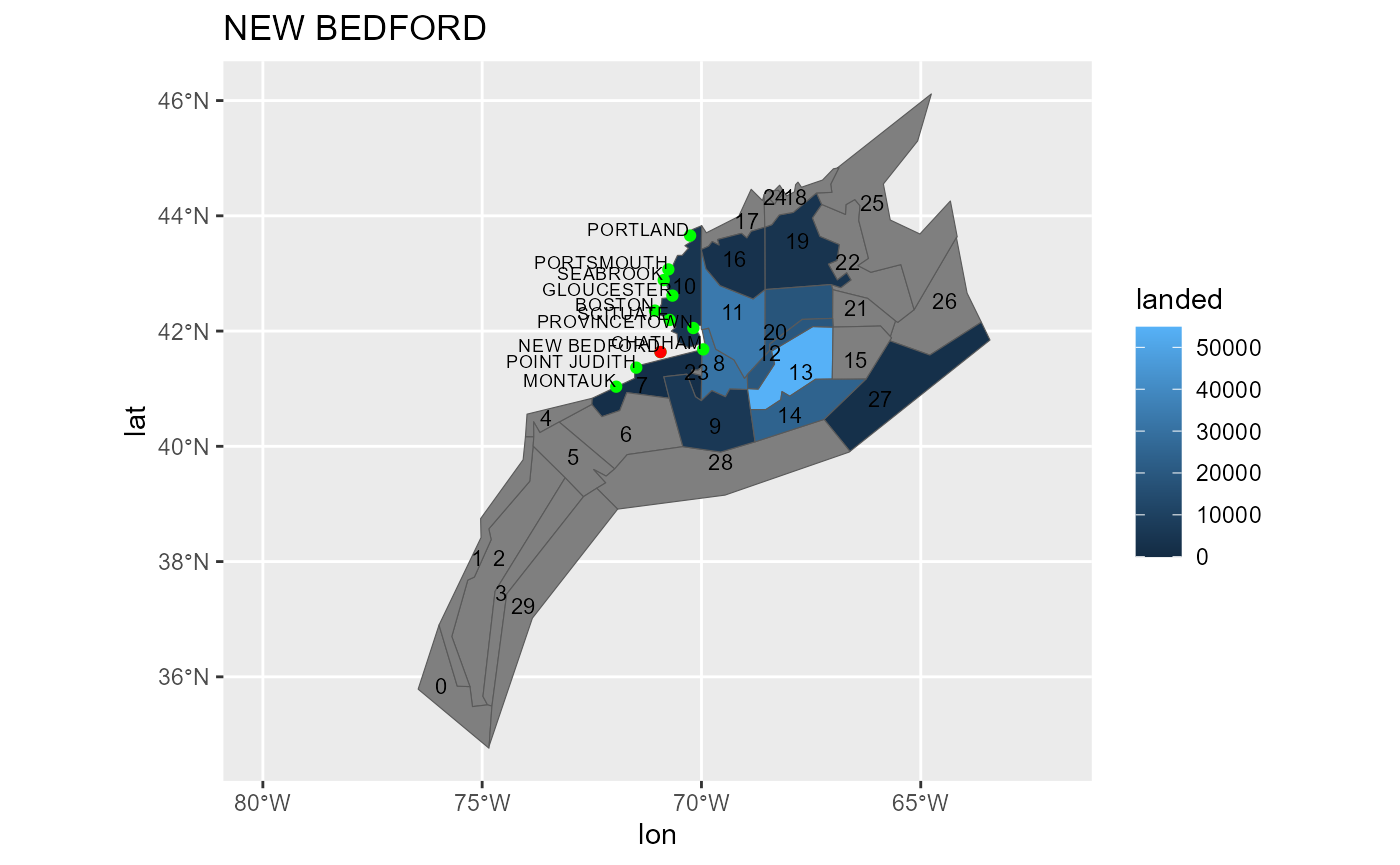 NEW BEDFORD
46°N
44°N
42°N
40°N
38°N
36°N
lat
24
18
25
17
PORTLAND
19
16
22
PORTSMOUTH
SEABROOK
10
GLOUCESTER
26
BOSTON
21
11
SCITUATE
PROVINCETOWN
20
CHATHAM
NEW BEDFORD
12
15
POINT JUDITH
8
23
13
MONTAUK
7
27
4
14
9
6
5
28
1
2
3
29
0
80°W
75°W
70°W
65°W
lon
landed
50000
40000
30000
20000
10000
0